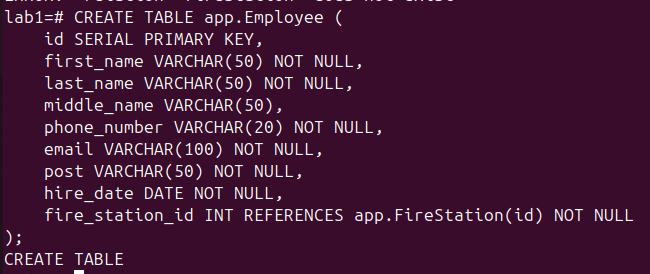 lab1=# CREATE TABLE app.Employee (
    id SERIAL PRIMARY KEY,
    first_name VARCHAR(50) NOT NULL,
    last_name VARCHAR(50) NOT NULL,
    middle_name VARCHAR(50),
    phone_number VARCHAR(20) NOT NULL,
    email VARCHAR(100) NOT NULL,
    post VARCHAR(50) NOT NULL,
    hire_date DATE NOT NULL,
    fire_station_id INT REFERENCES app.FireStation(id) NOT NULL
);
CREATE TABLE